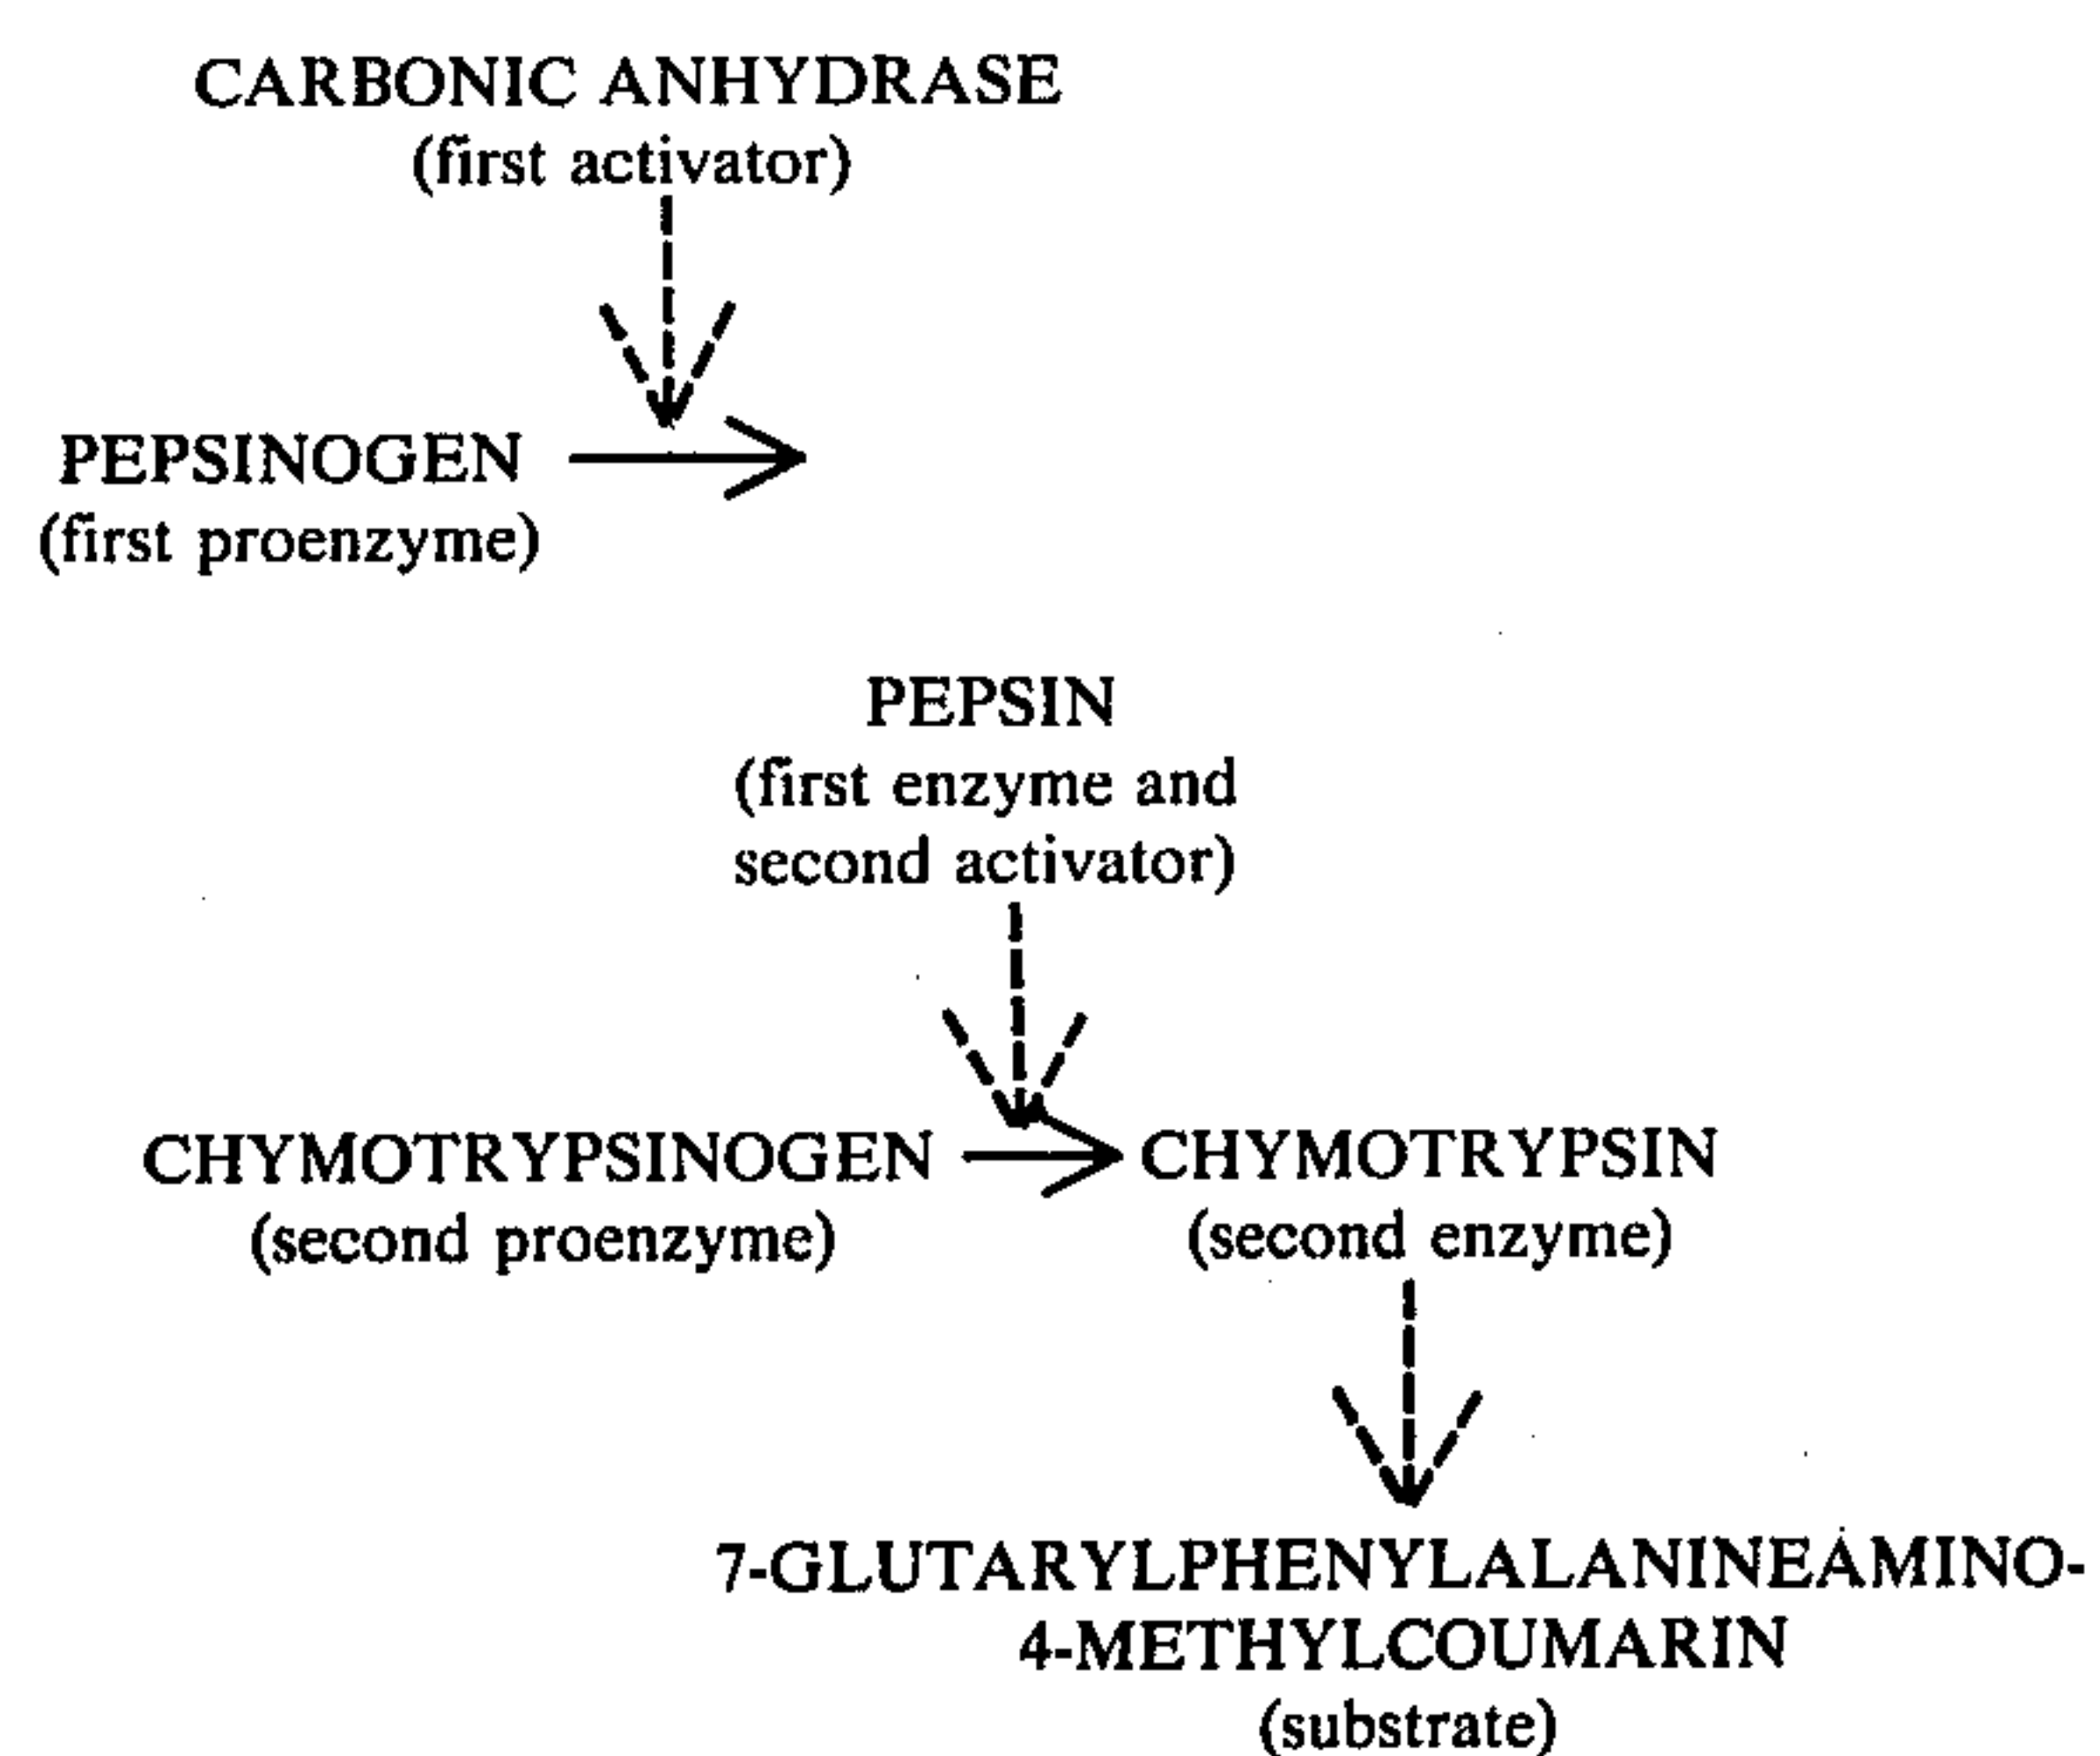 CARBONIC ANHYDRASE
(first activator)
PEPSINOGEN
(first proenzyme)
PEPSIN
(first enzyme and
second activator)
CHYMOTRYPSINOGEN
(second proenzyme)
CHYMOTRYPSIN
(second enzyme)
7-GLUTARYLPHENYLALANINEAMINO-
4-METHYLCOUMARIN
(substrate)